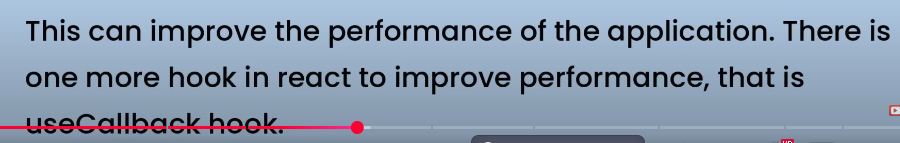 This can improve the performance of the application. There is
one more hook in react to improve performance, that is
useCallback hook.